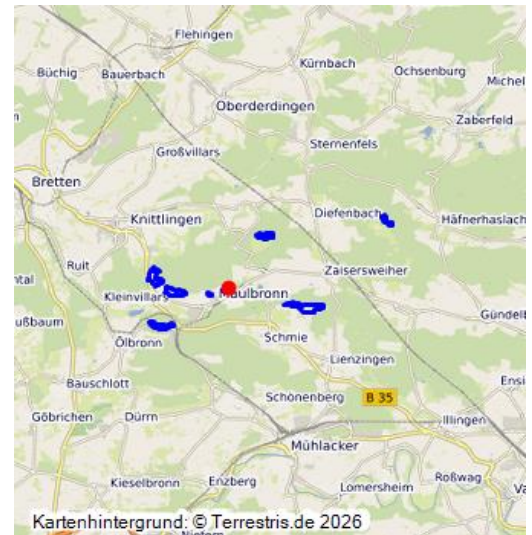 Flehingen
Kürnbach
Büchig
Bauerbach
Ochsenburg
Michel
Oberderdingen
Zaberfeld
Sternenfels
Großvillars
Bretten
Diefenbach
Knittlingen
Häfnerhaslach
Ruit
Zaisersweiher
ntal
Kleinvillars
Maulbronn
ußbaum
Gündelb
Ölbronn
Schmie
Lienzingen
Bauschlott
Ensi
Schönenberg
B 35
Göbrichen
Dürrn
Illingen
Mühlacker
Kieselbronn
Enzberg
Roßwag
Lomersheim
Va
Kartenhintergrund: © Terrestris.de 2026